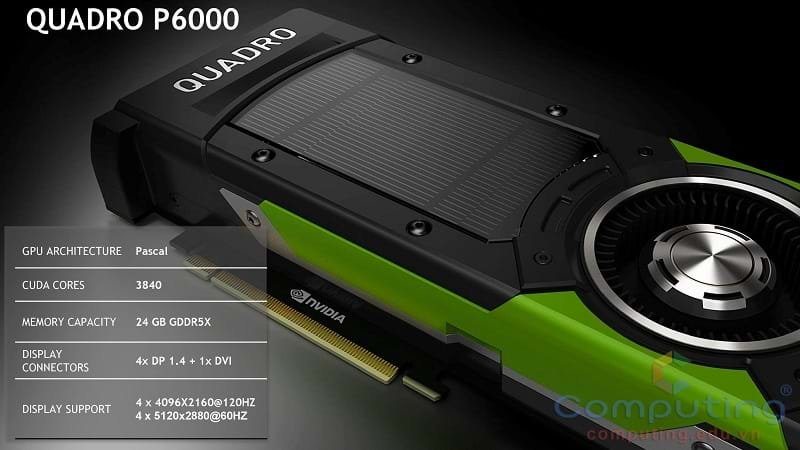 QUADRO P6000
QUADRO
GPU ARCHITECTURE Pascal
CUDA CORES 3840
MEMORY CAPACITY 24 GB GDDR5X
DISPLAY CONNECTORS 4x DP 1.4 + 1x DVI
DISPLAY SUPPORT 4 x 4096X2160@120HZ
4 x 5120x2880@60HZ
NVIDIA
Computing
computing.edu.vn